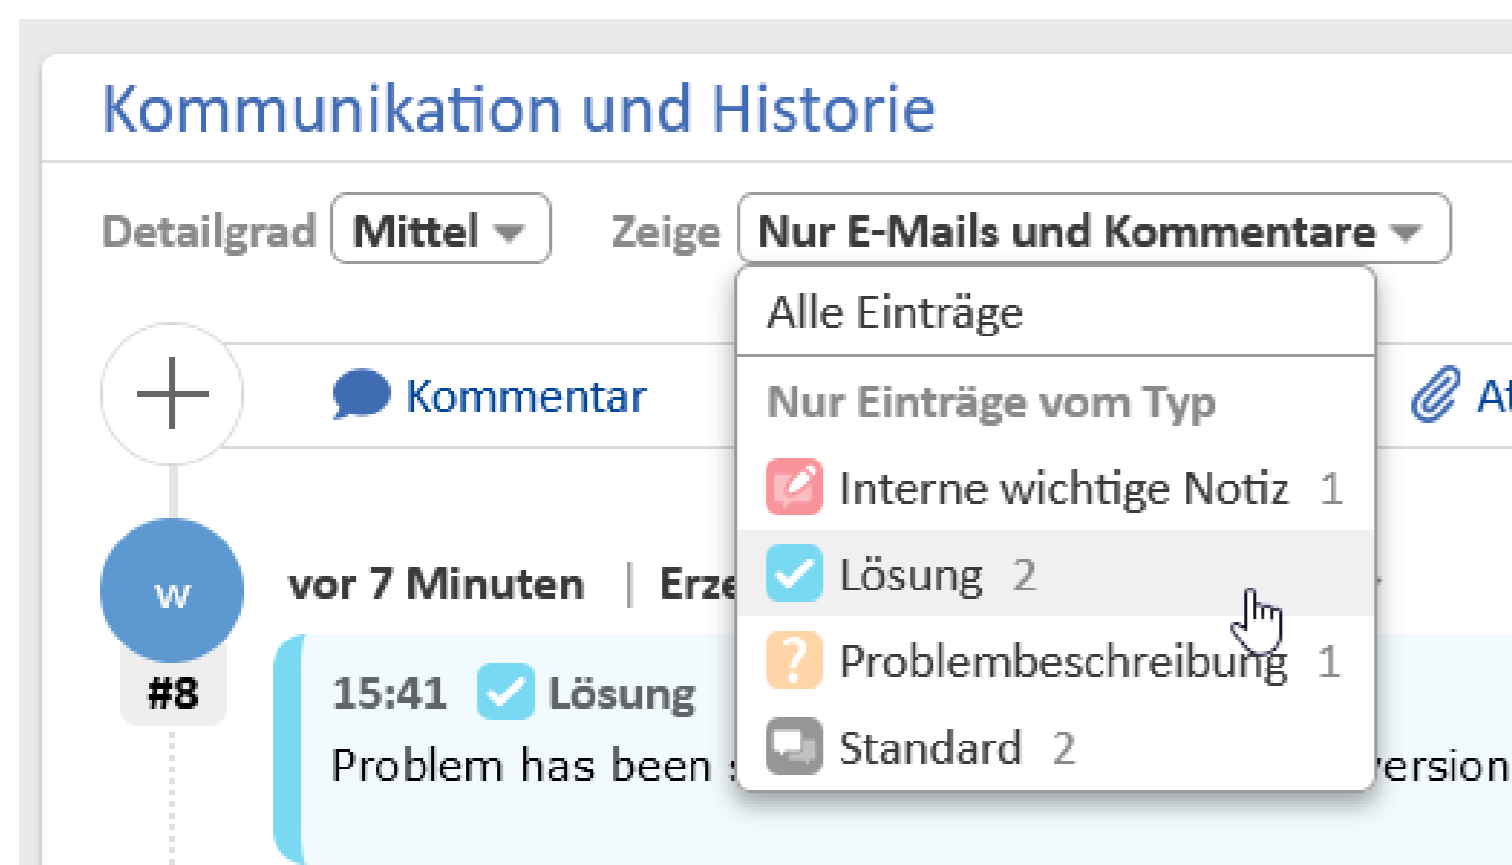 Kommunikation und Historie
Detailgrad Mittel Zeige Nur E-Mails und Kommentare
Alle Einträge
Kommentar
Nur Einträge vom Typ
Interne wichtige Notiz 1
w
vor 7 Minuten | Lösung 2
#8
Problembeschreibung 1
15:41 Lösung
Standard 2
Problem has been